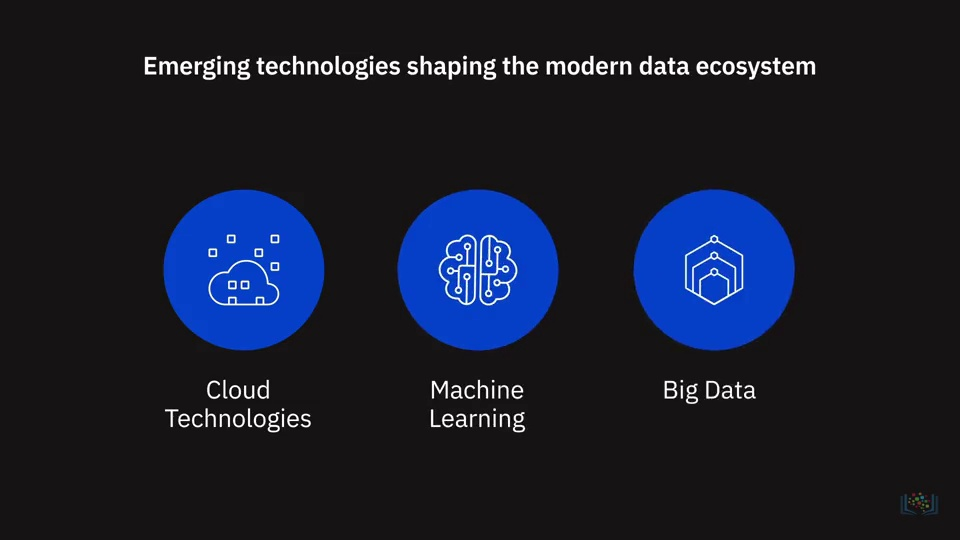 Emerging technologies shaping the modern data ecosystem
Cloud
Technologies
Machine
Learning
Big Data